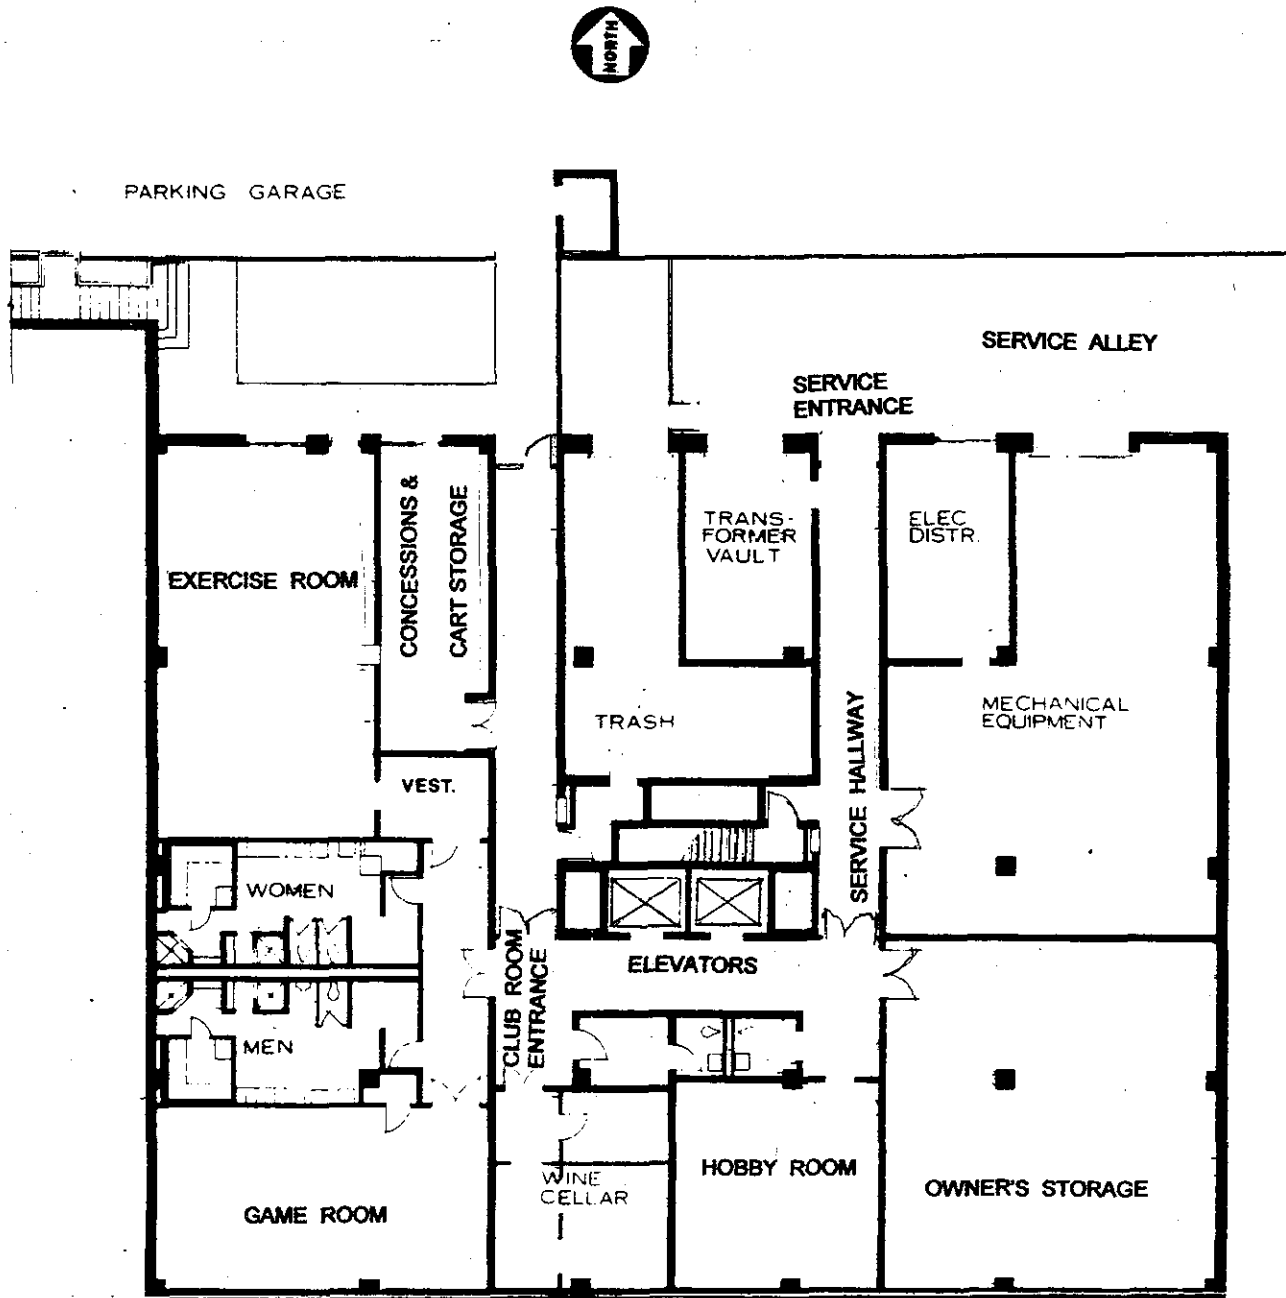 NORTH
PARKING GARAGE
SERVICE ALLEY
SERVICE
ENTRANCE
CONCESSIONS &
CART STORAGE
TRANS-
FORMER
VAULT
ELEC
DISTR.
EXERCISE ROOM
TRASH
MECHANICAL
EQUIPMENT
VEST.
SERVICE HALLWAY
WOMEN
ELEVATORS
CLUB ROOM
ENTRANCE
MEN
HOBBY ROOM
WINE
CELLAR
OWNER'S STORAGE
GAME ROOM